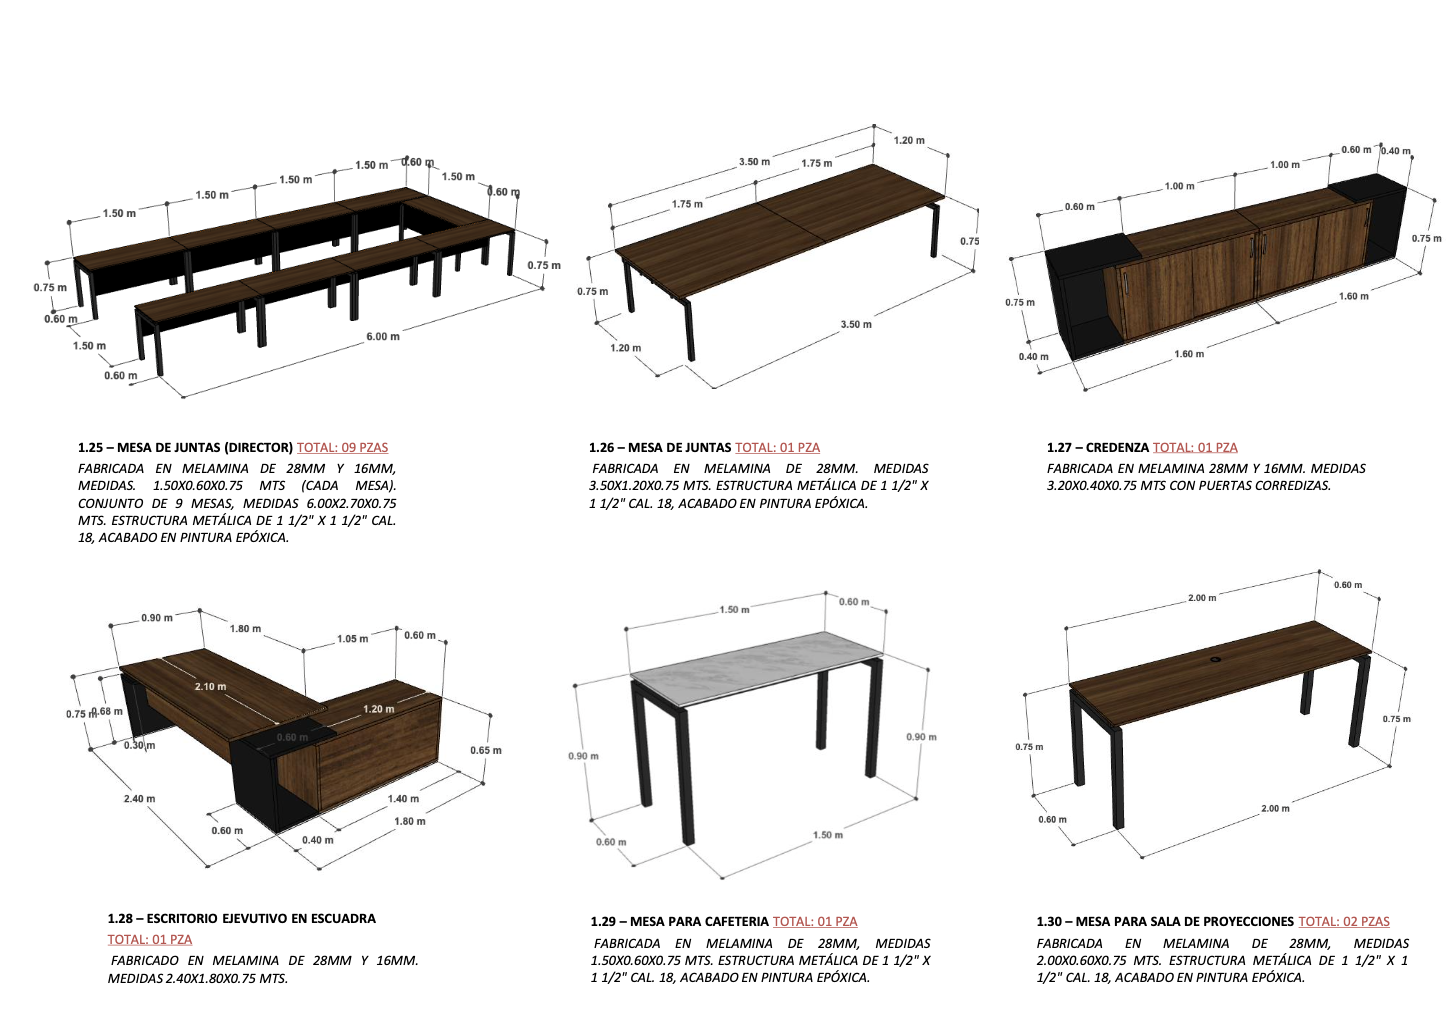 1.50 m
1.50 m
1.50 m
1.50 m
0.60 m
1.50 m
0.60 m
0.75 m
0.60 m
1.50 m
0.60 m
6.00 m
0.75 m
1.25 – MESA DE JUNTAS (DIRECTOR) TOTAL: 09 PZAS
FABRICADA EN MELAMINA DE 28MM Y 16MM,
MEDIDAS. 1.50X0.60X0.75 MTS (CADA MESA).
CONJUNTO DE 9 MESAS, MEDIDAS 6.00X2.70X0.75
MTS. ESTRUCTURA METÁLICA DE 1 1/2" X 1 1/2" CAL.
18, ACABADO EN PINTURA EPÓXICA.
3.50 m
1.75 m
1.75 m
1.20 m
0.75 m
1.20 m
3.50 m
0.75
1.26 – MESA DE JUNTAS TOTAL: 01 PZA
FABRICADA EN MELAMINA DE 28MM. MEDIDAS
3.50X1.20X0.75 MTS. ESTRUCTURA METÁLICA DE 1 1/2" X
1 1/2" CAL. 18, ACABADO EN PINTURA EPÓXICA.
0.60 m
1.00 m
1.00 m
0.60 m
0.40 m
0.75 m
0.75 m
0.40 m
1.60 m
1.60 m
1.27 – CREDENZA TOTAL: 01 PZA
FABRICADA EN MELAMINA 28MM Y 16MM. MEDIDAS
3.20X0.40X0.75 MTS CON PUERTAS CORREDIZAS.
0.90 m
1.80 m
1.05 m
0.60 m
2.10 m
1.20 m
0.60 m
0.75 m
0.68 m
0.30 m
2.40 m
0.60 m
0.40 m
1.40 m
1.80 m
0.65 m
1.28 – ESCRITORIO EJEVUTIVO EN ESCUADRA
TOTAL: 01 PZA
FABRICADO EN MELAMINA DE 28MM Y 16MM.
MEDIDAS 2.40X1.80X0.75 MTS.
1.50 m
0.60 m
0.90 m
0.90 m
0.60 m
1.50 m
1.29 – MESA PARA CAFETERIA TOTAL: 01 PZA
FABRICADA EN MELAMINA DE 28MM, MEDIDAS
1.50X0.60X0.75 MTS. ESTRUCTURA METÁLICA DE 1 1/2" X
1 1/2" CAL. 18, ACABADO EN PINTURA EPÓXICA.
2.00 m
0.60 m
0.75 m
0.75 m
0.60 m
2.00 m
1.30 – MESA PARA SALA DE PROYECCIONES TOTAL: 02 PZAS
FABRICADA EN MELAMINA DE 28MM, MEDIDAS
2.00X0.60X0.75 MTS. ESTRUCTURA METÁLICA DE 1 1/2" X 1
1/2" CAL. 18, ACABADO EN PINTURA EPÓXICA.